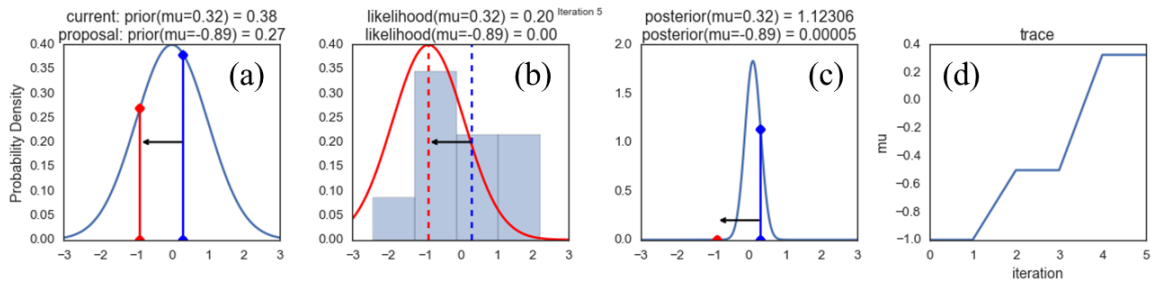 current: prior(mu=0.32) = 0.38
proposal: prior(mu=-0.89) = 0.27
(a)
Probability Density
0.40
0.35
0.30
0.25
0.20
0.15
0.10
0.05
0.00
−3 −2 −1 0 1 2 3
likelihood(mu=0.32) = 0.20
Iteration 5
likelihood(mu=-0.89) = 0.00
(b)
0.40
0.35
0.30
0.25
0.20
0.15
0.10
0.05
0.00
−3 −2 −1 0 1 2 3
posterior(mu=0.32) = 1.12306
posterior(mu=-0.89) = 0.00005
(c)
2.0
1.5
1.0
0.5
0.0
−3 −2 −1 0 1 2 3
trace
(d)
mu
0.4
0.2
0.0
−0.2
−0.4
−0.6
−0.8
−1.0
0 1 2 3 4 5
iteration